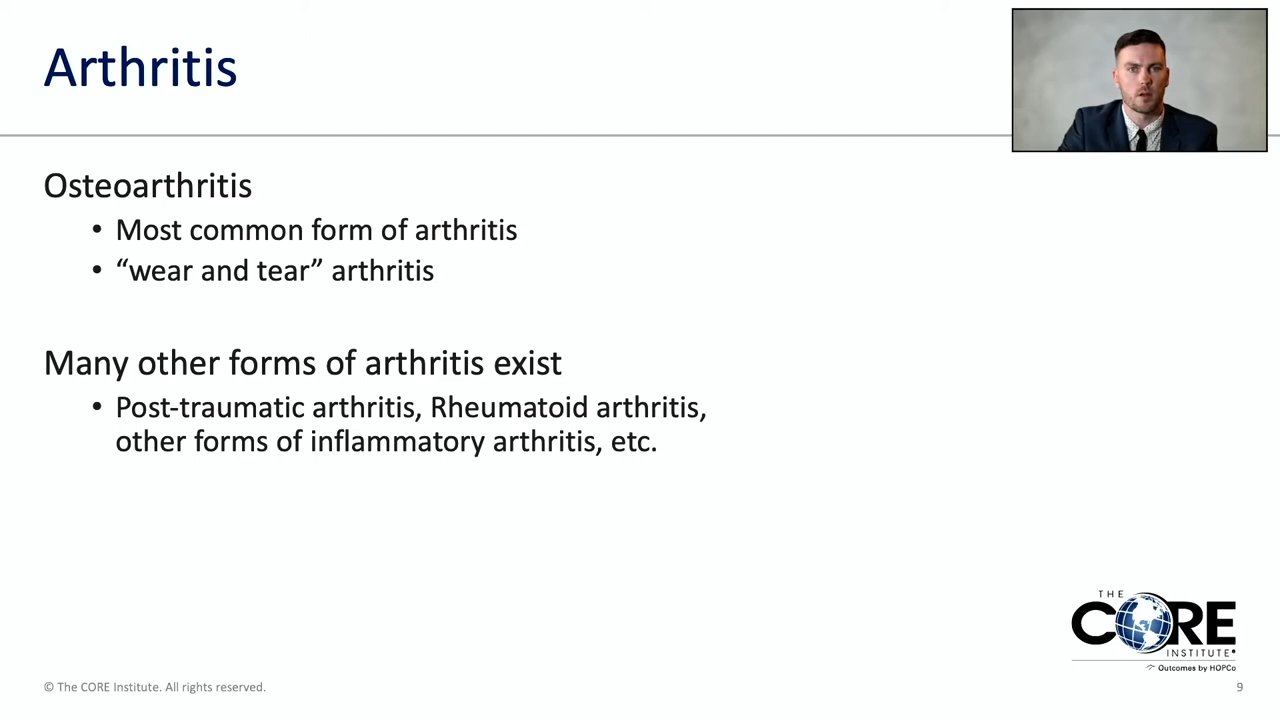 Arthritis
Osteoarthritis
• Most common form of arthritis
• “wear and tear” arthritis
Many other forms of arthritis exist
• Post-traumatic arthritis, Rheumatoid arthritis,
other forms of inflammatory arthritis, etc.
THE
CORE
INSTITUTE
Outcomes by HOPCo
© The CORE Institute. All rights reserved.
9